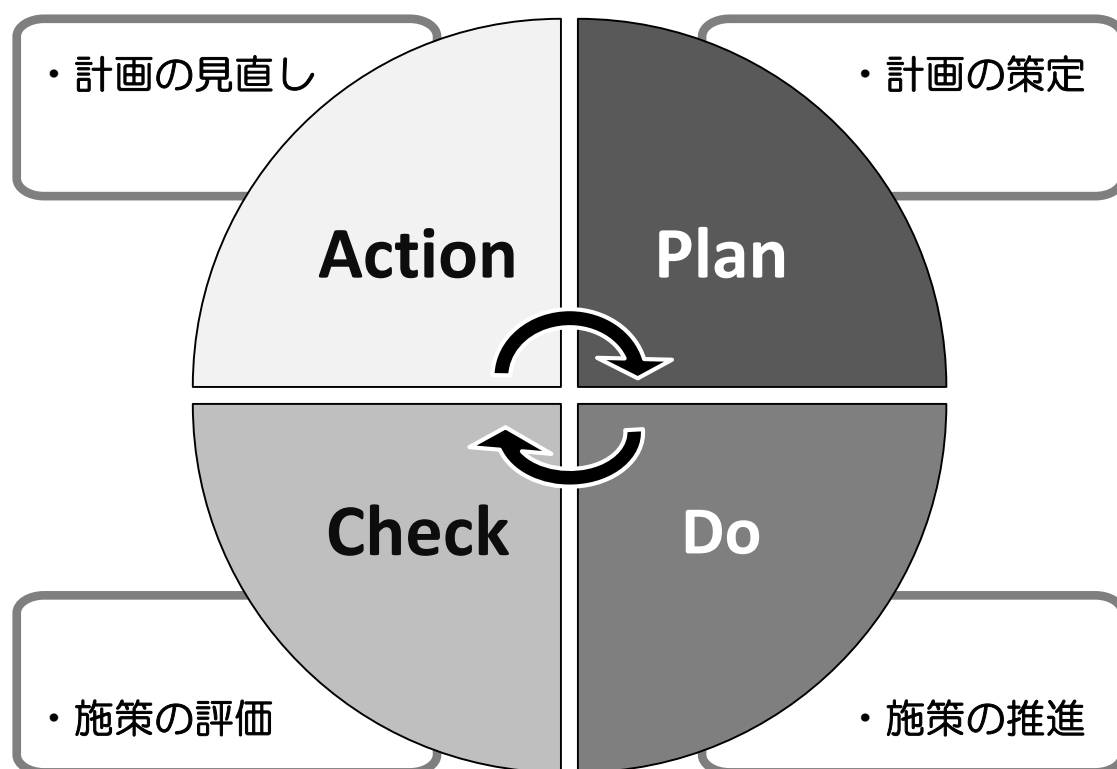 ・計画の見直し
・計画の策定
Action
Plan
Check
Do
・施策の評価
・施策の推進